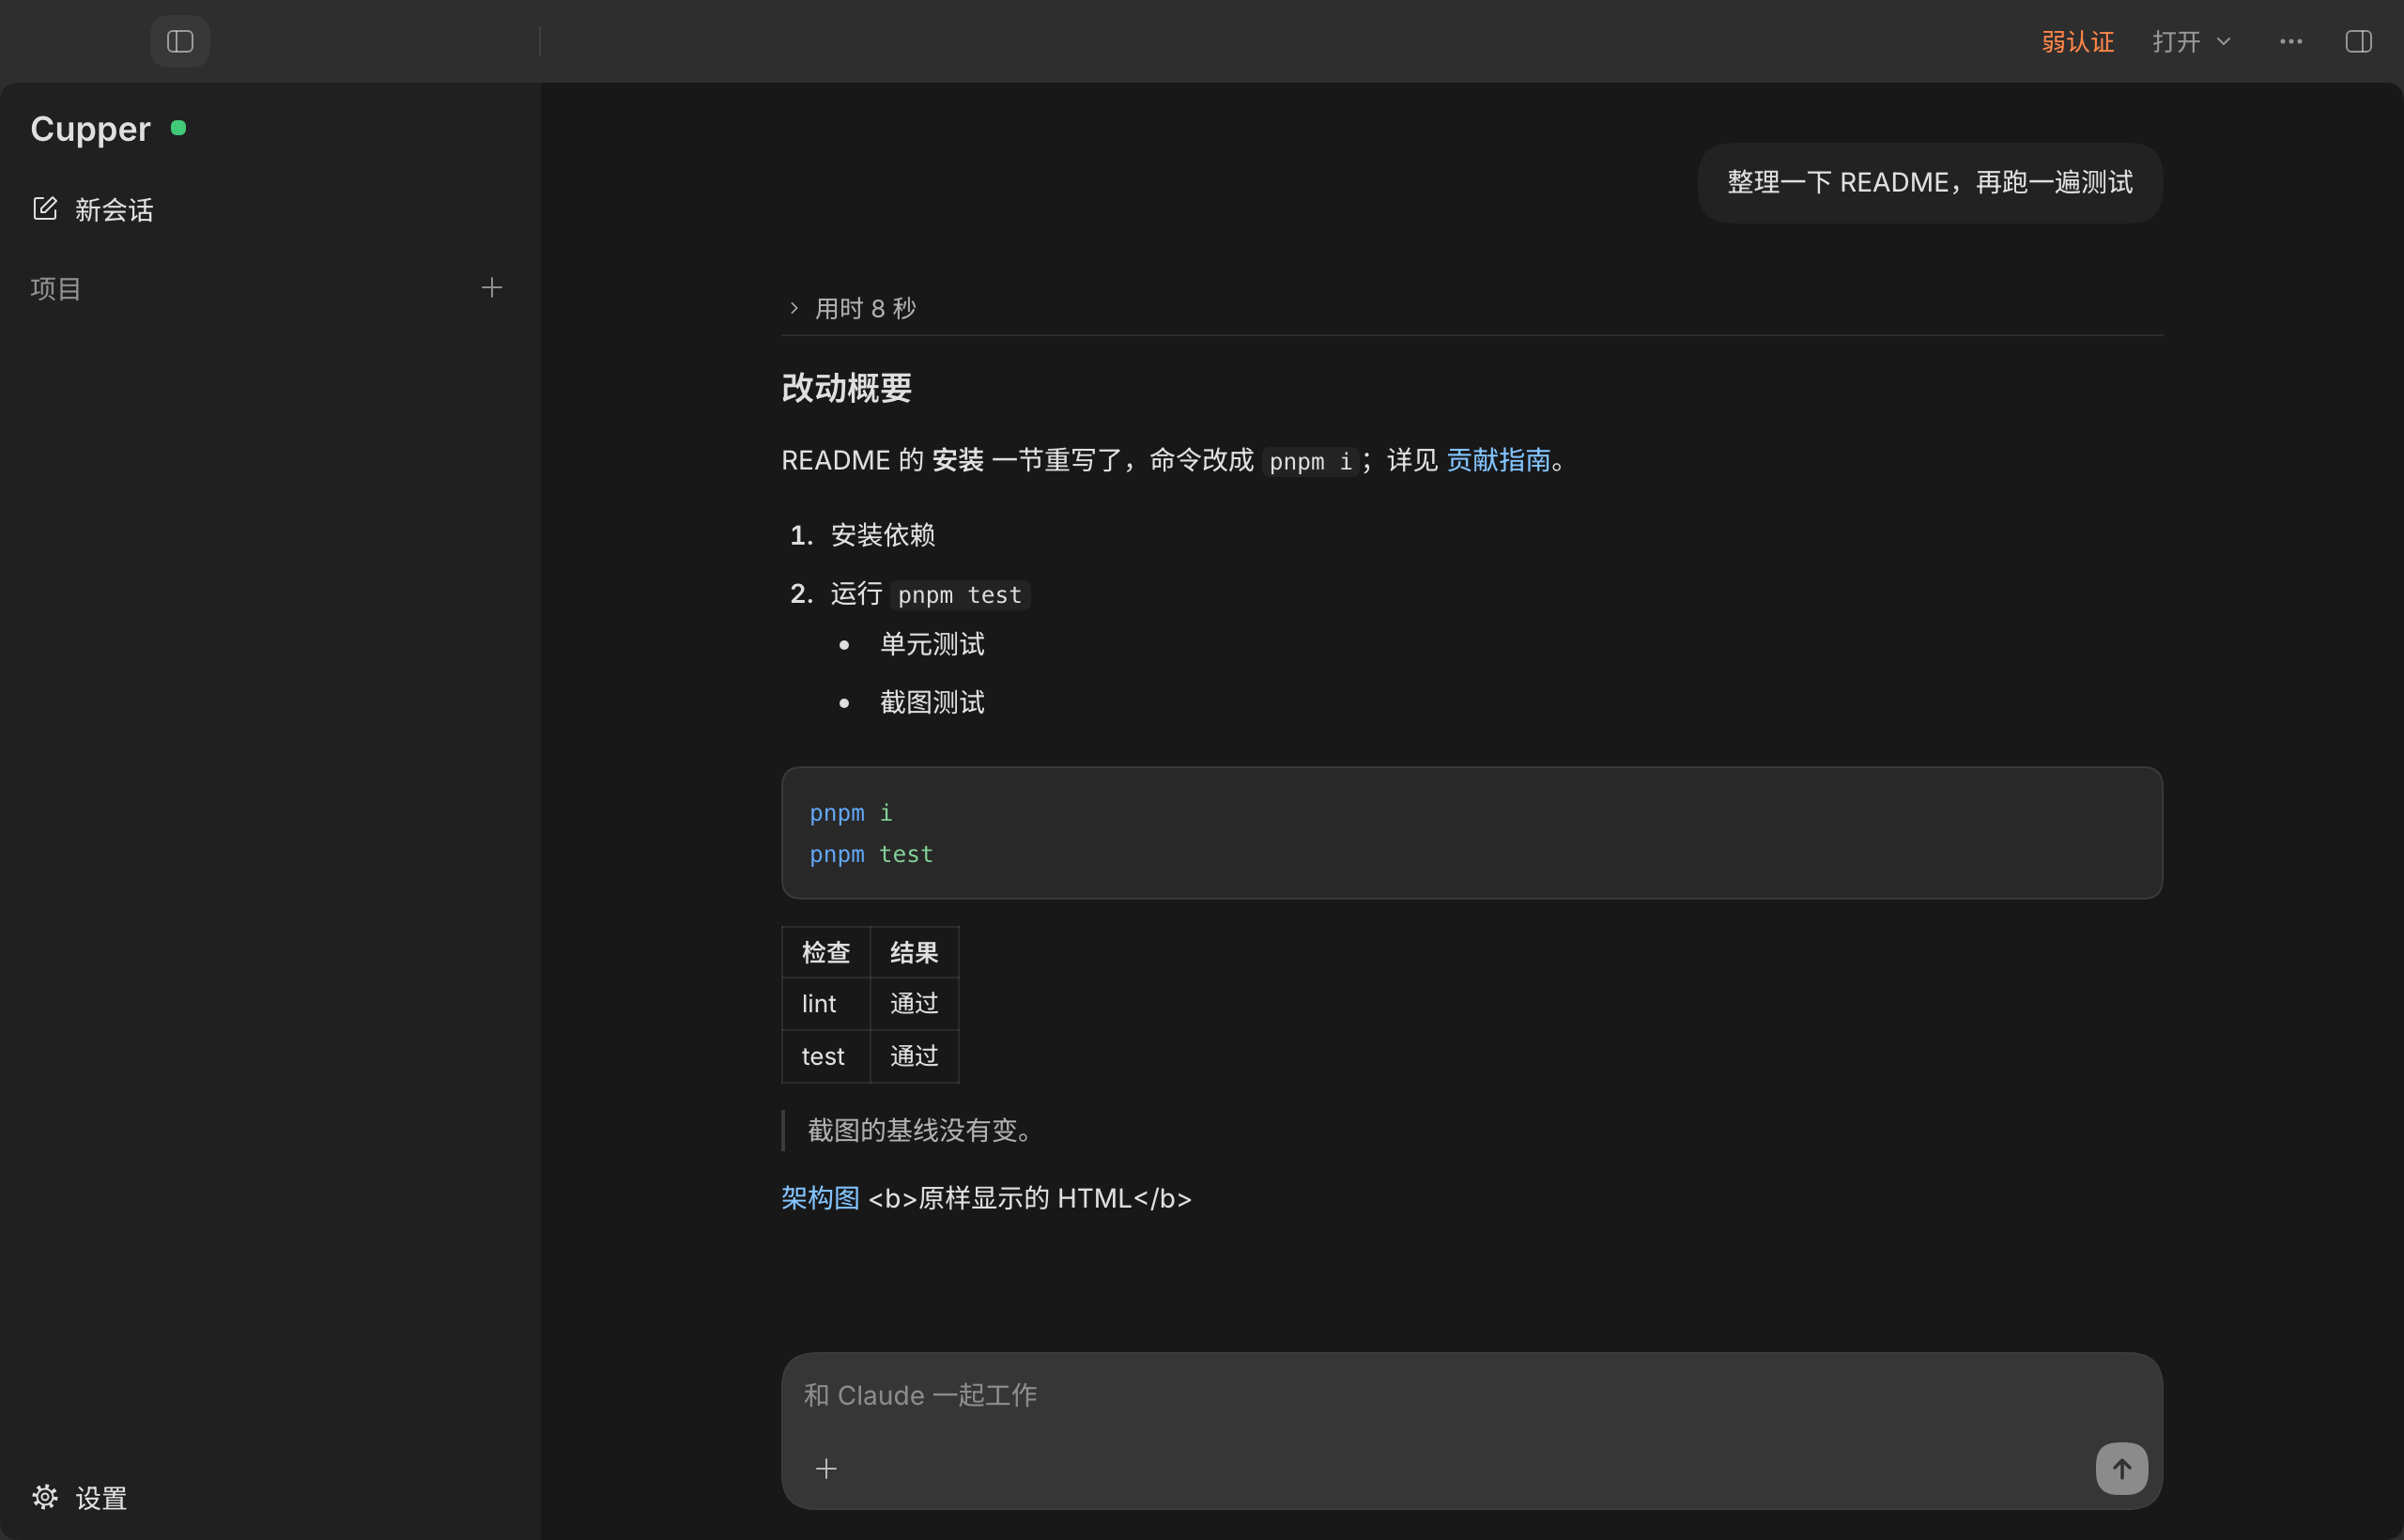 弱认证 打开
Cupper
新会话
项目
设置
整理一下 README，再跑一遍测试
用时 8 秒
改动概要
README 的 安装 一节重写了，命令改成 pnpm i；详见 贡献指南。
1. 安装依赖
2. 运行 pnpm test
• 单元测试
• 截图测试
pnpm i
pnpm test
检查 结果
lint 通过
test 通过
截图的基线没有变。
架构图 <b>原样显示的 HTML</b>
和 Claude 一起工作